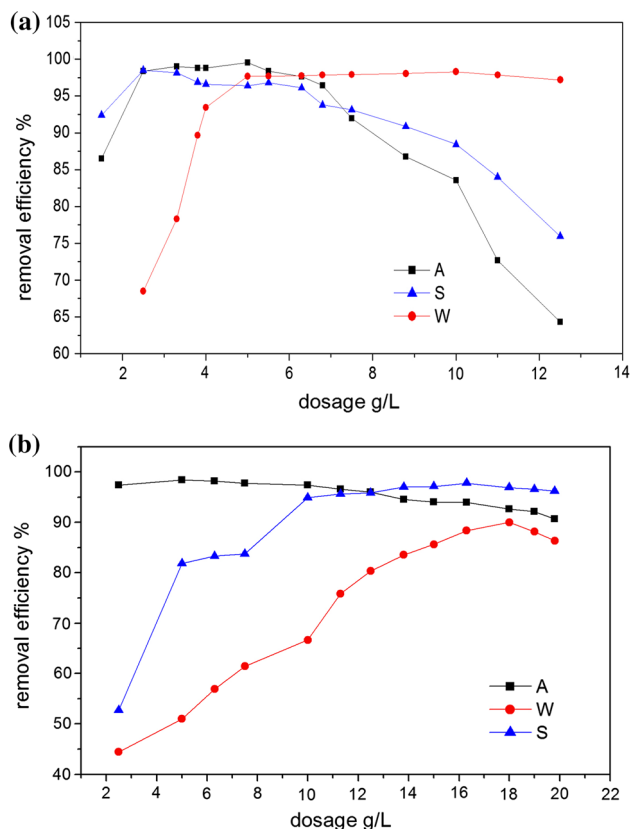 (a)
removal efficiency %
100
95
90
85
80
75
70
65
60
A
S
W
2 4 6 8 10 12 14
dosage g/L
(b)
removal efficiency %
100
90
80
70
60
50
40
A
W
S
2 4 6 8 10 12 14 16 18 20 22
dosage g/L